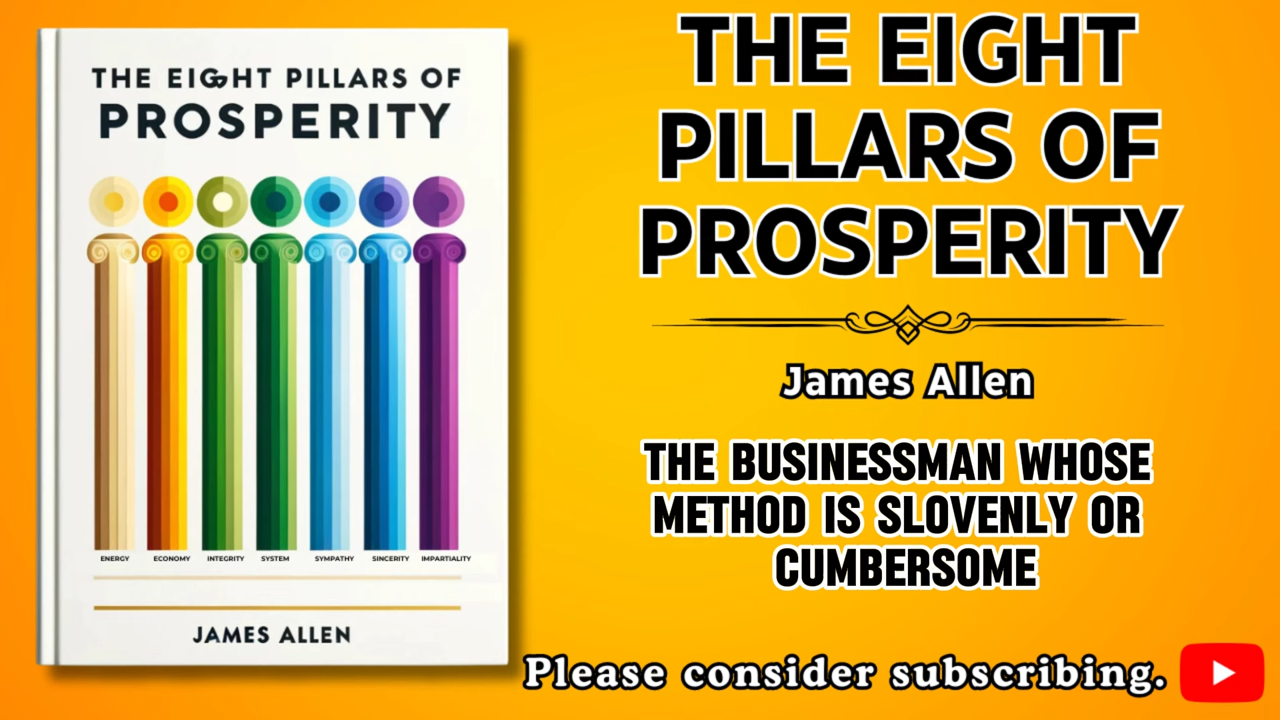 THE EIGHT PILLARS OF
PROSPERITY
ENERGY ECONOMY INTEGRITY SYSTEM SYMPATHY SINCERITY IMPARTIALITY
JAMES ALLEN
THE EIGHT
PILLARS OF
PROSPERITY
James Allen
THE BUSINESSMAN WHOSE
METHOD IS SLOVENLY OR
CUMBERSOME
Please consider subscribing.